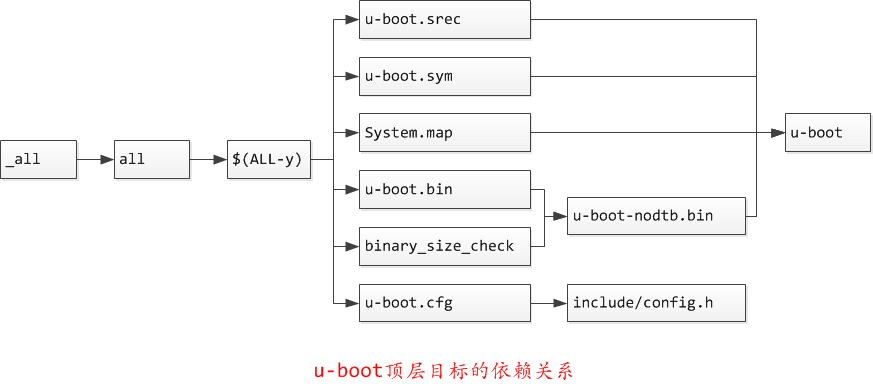 _all
all
$(ALL-y)
u-boot.srec
u-boot.sym
System.map
u-boot.bin
binary_size_check
u-boot.cfg
u-boot-nodtb.bin
include/config.h
u-boot
u-boot顶层目标的依赖关系